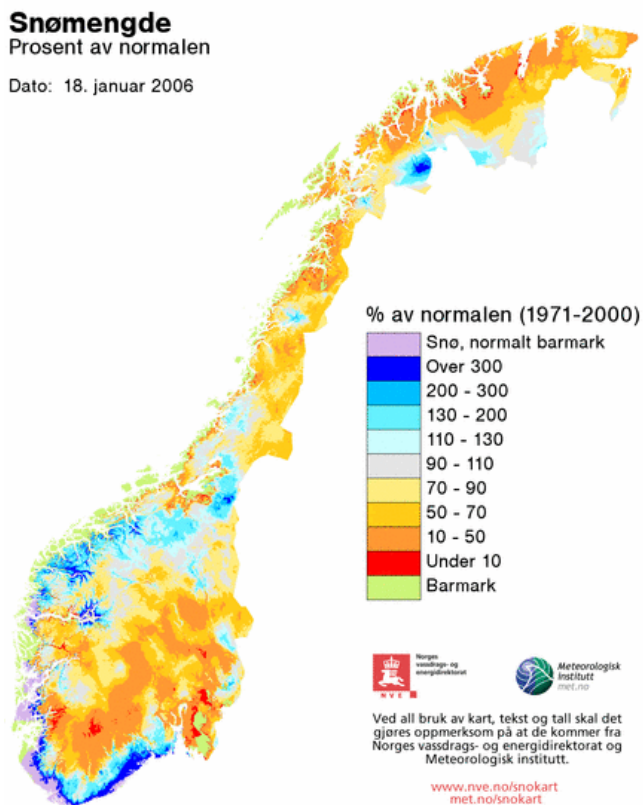 Snømengde
Prosent av normalen
Dato: 18. januar 2006
% av normalen (1971-2000)
Snø, normalt barmark
Over 300
200 - 300
130 - 200
110 - 130
90 - 110
70 - 90
50 - 70
10 - 50
Under 10
Barmark
Norges
vassdrags- og
energidirektorat
NVE
Meteorologisk
Institutt
met.no
Ved all bruk av kart, tekst og tall skal det
gjøres oppmerksom på at de kommer fra
Norges vassdrags- og energidirektorat og
Meteorologisk institutt.
www.nve.no/snokart
met.no/snokart